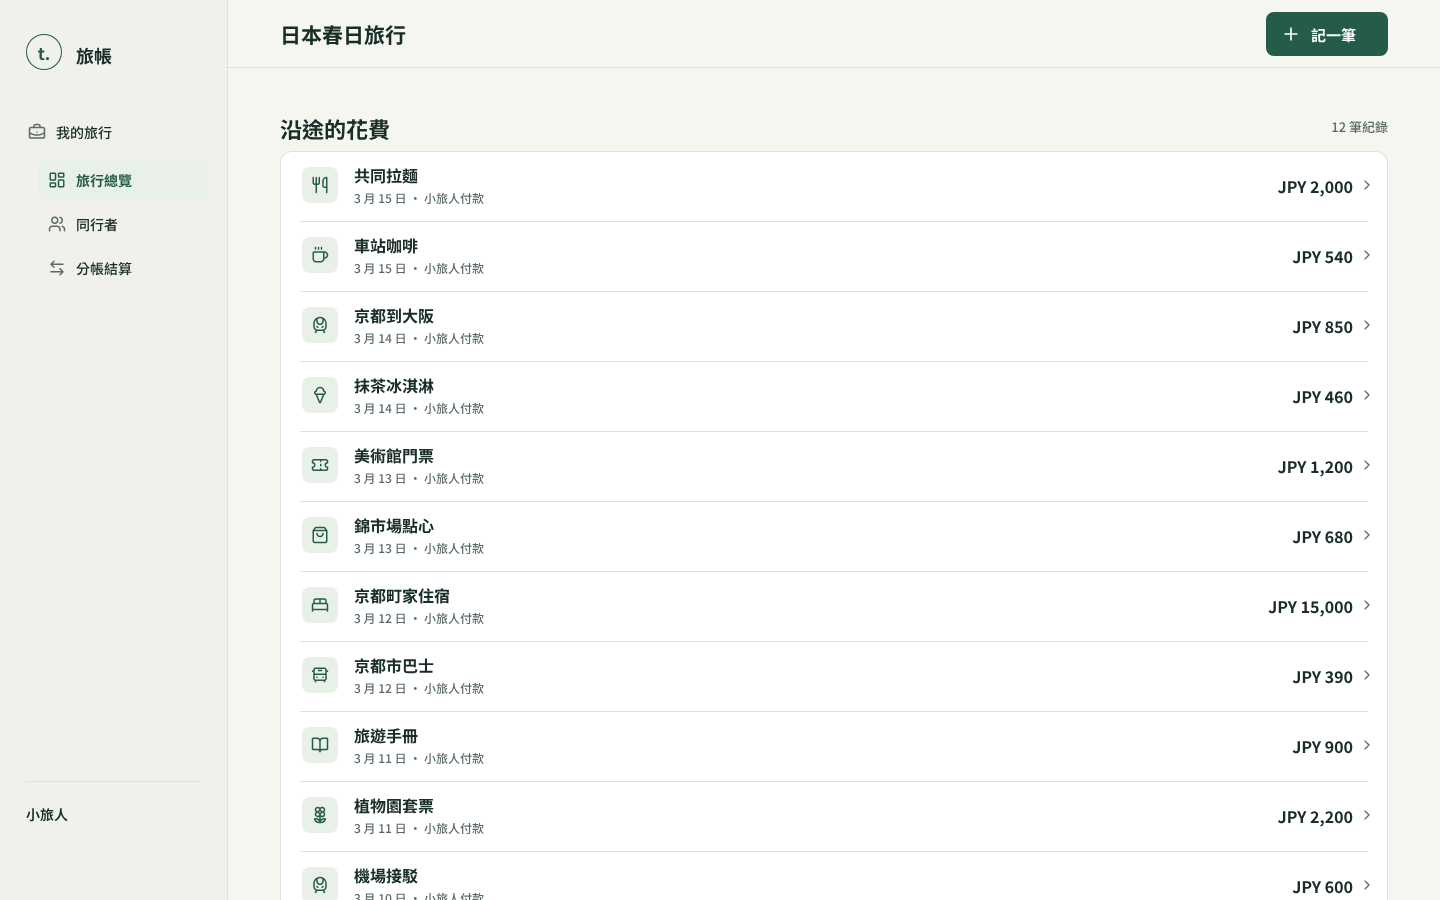 t. 旅帳
我的旅行
旅行總覽
同行者
分帳結算
小旅人
日本春日旅行
記一筆
沿途的花費
12 筆紀錄
共同拉麵
3 月 15 日 · 小旅人付款
JPY 2,000
車站咖啡
3 月 15 日 · 小旅人付款
JPY 540
京都到大阪
3 月 14 日 · 小旅人付款
JPY 850
抹茶冰淇淋
3 月 14 日 · 小旅人付款
JPY 460
美術館門票
3 月 13 日 · 小旅人付款
JPY 1,200
錦市場點心
3 月 13 日 · 小旅人付款
JPY 680
京都町家住宿
3 月 12 日 · 小旅人付款
JPY 15,000
京都市巴士
3 月 12 日 · 小旅人付款
JPY 390
旅遊手冊
3 月 11 日 · 小旅人付款
JPY 900
植物園套票
3 月 11 日 · 小旅人付款
JPY 2,200
機場接駁
3 月 10 日 · 小旅人付款
JPY 600